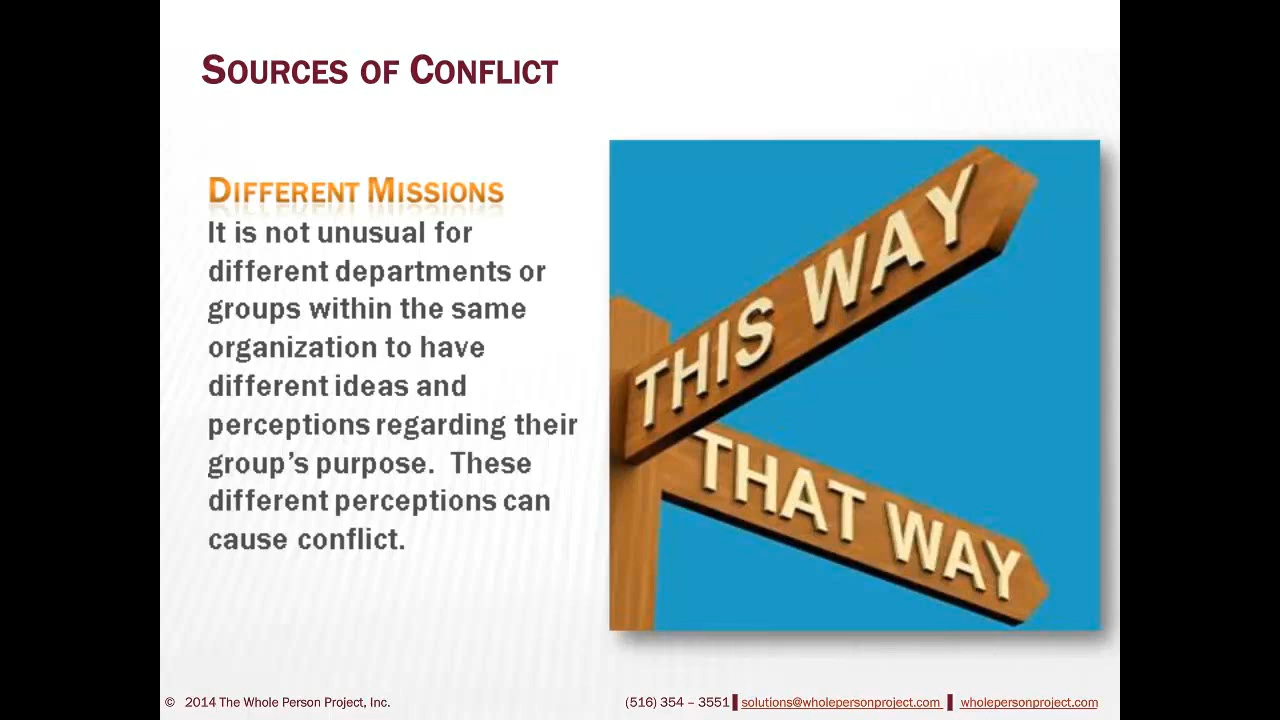 SOURCES OF CONFLICT
DIFFERENT MISSIONS
It is not unusual for
different departments or
groups within the same
organization to have
different ideas and
perceptions regarding their
group's purpose.  These
different perceptions can
cause conflict.
THIS WAY
THAT WAY
© 2014 The Whole Person Project, Inc.
(516) 354 – 3551 | solutions@wholepersonproject.com | wholepersonproject.com